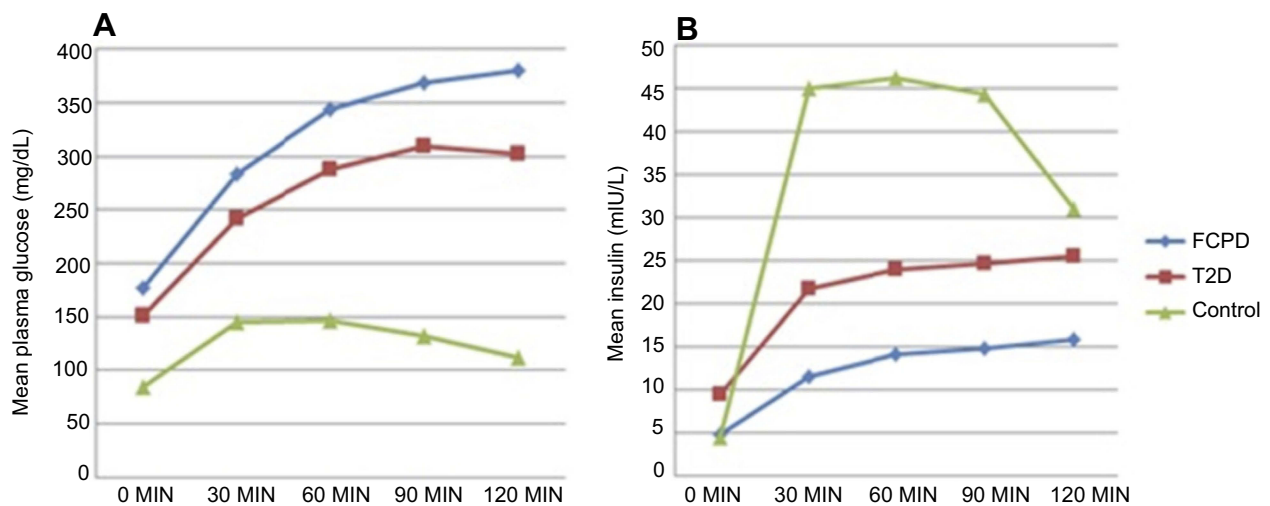 A
Mean plasma glucose (mg/dL)
400
350
300
250
200
150
100
50
0
0 MIN 30 MIN 60 MIN 90 MIN 120 MIN
B
Mean insulin (mIU/L)
50
45
40
35
30
25
20
15
10
5
0
0 MIN 30 MIN 60 MIN 90 MIN 120 MIN
FCPD
T2D
Control